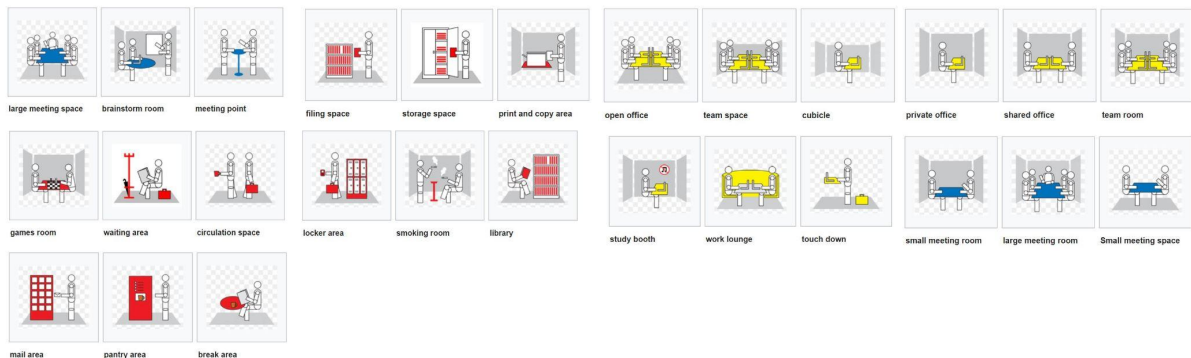 large meeting space
brainstorm room
meeting point
filing space
storage space
print and copy area
open office
team space
cubicle
private office
shared office
team room
games room
waiting area
circulation space
locker area
smoking room
library
study booth
work lounge
touch down
small meeting room
large meeting room
Small meeting space
mail area
pantry area
break area